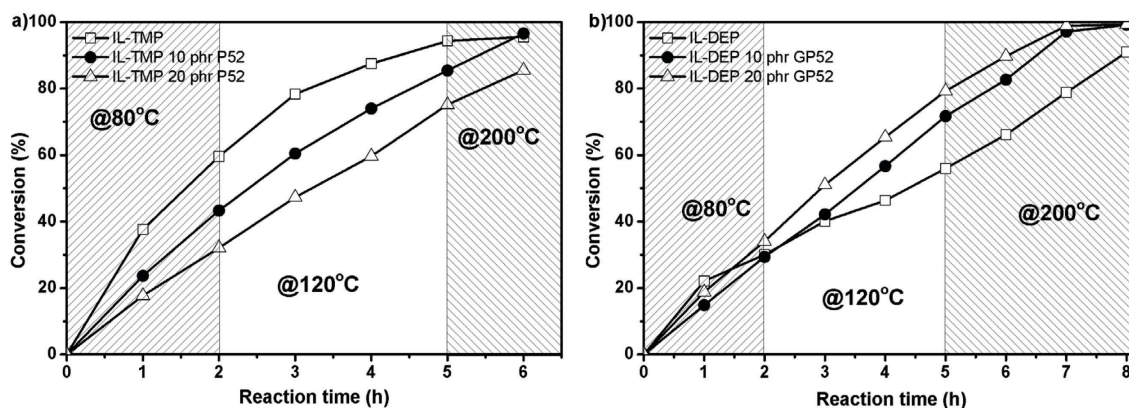 a)
100
80
60
40
20
0
Conversion (%)
IL-TMP
IL-TMP 10 phr P52
IL-TMP 20 phr P52
@80°C
@120°C
@200°C
0 1 2 3 4 5 6
Reaction time (h)
b)
100
80
60
40
20
0
Conversion (%)
IL-DEP
IL-DEP 10 phr GP52
IL-DEP 20 phr GP52
@80°C
@120°C
@200°C
0 1 2 3 4 5 6 7 8
Reaction time (h)